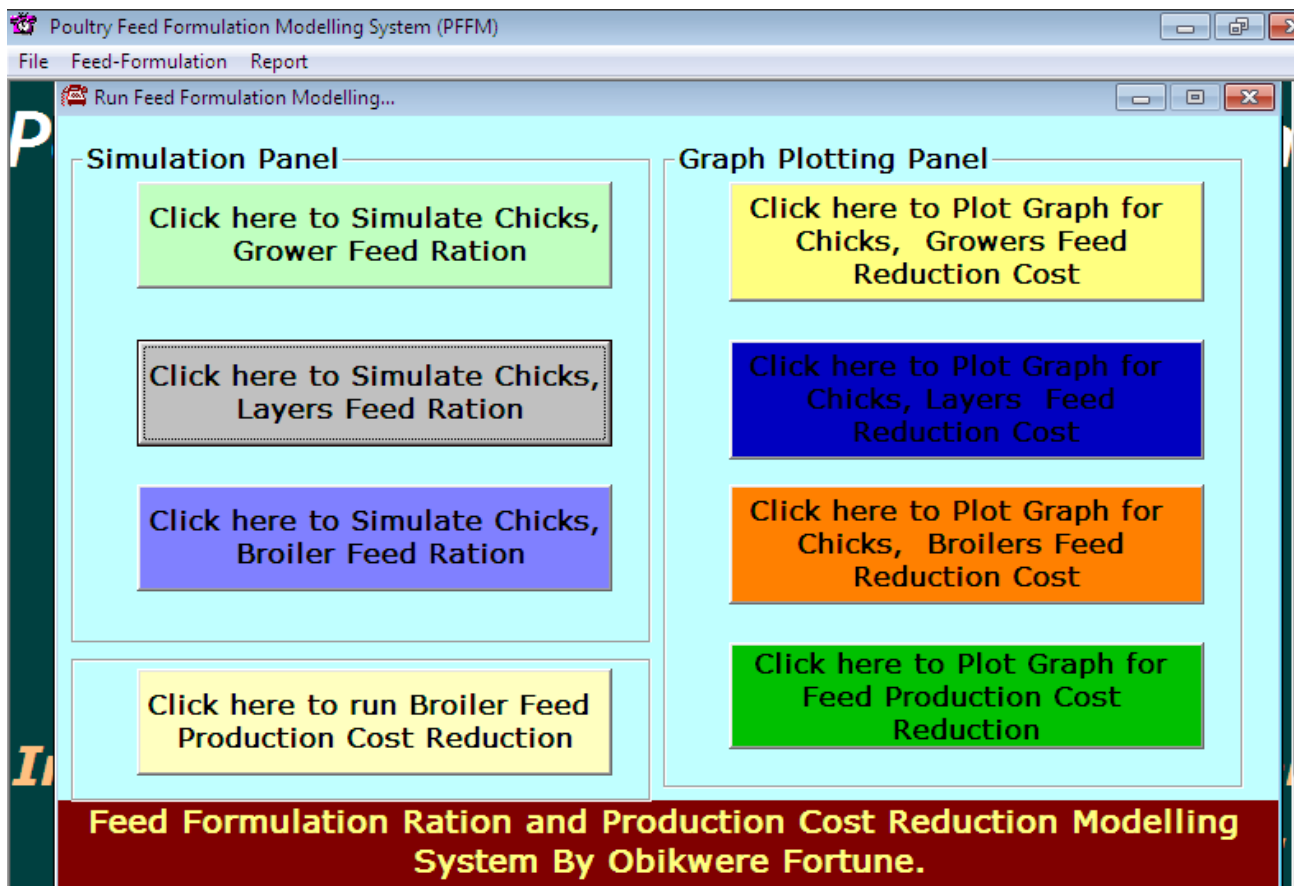 Poultry Feed Formulation Modelling System (PFFM)
File Feed-Formulation Report
Run Feed Formulation Modelling...
Simulation Panel
Click here to Simulate Chicks,
Grower Feed Ration
Click here to Simulate Chicks,
Layers Feed Ration
Click here to Simulate Chicks,
Broiler Feed Ration
Click here to run Broiler Feed
Production Cost Reduction
Graph Plotting Panel
Click here to Plot Graph for
Chicks, Growers Feed
Reduction Cost
Click here to Plot Graph for
Chicks, Layers Feed
Reduction Cost
Click here to Plot Graph for
Chicks, Broilers Feed
Reduction Cost
Click here to Plot Graph for
Feed Production Cost
Reduction
Feed Formulation Ration and Production Cost Reduction Modelling
System By Obikwere Fortune.